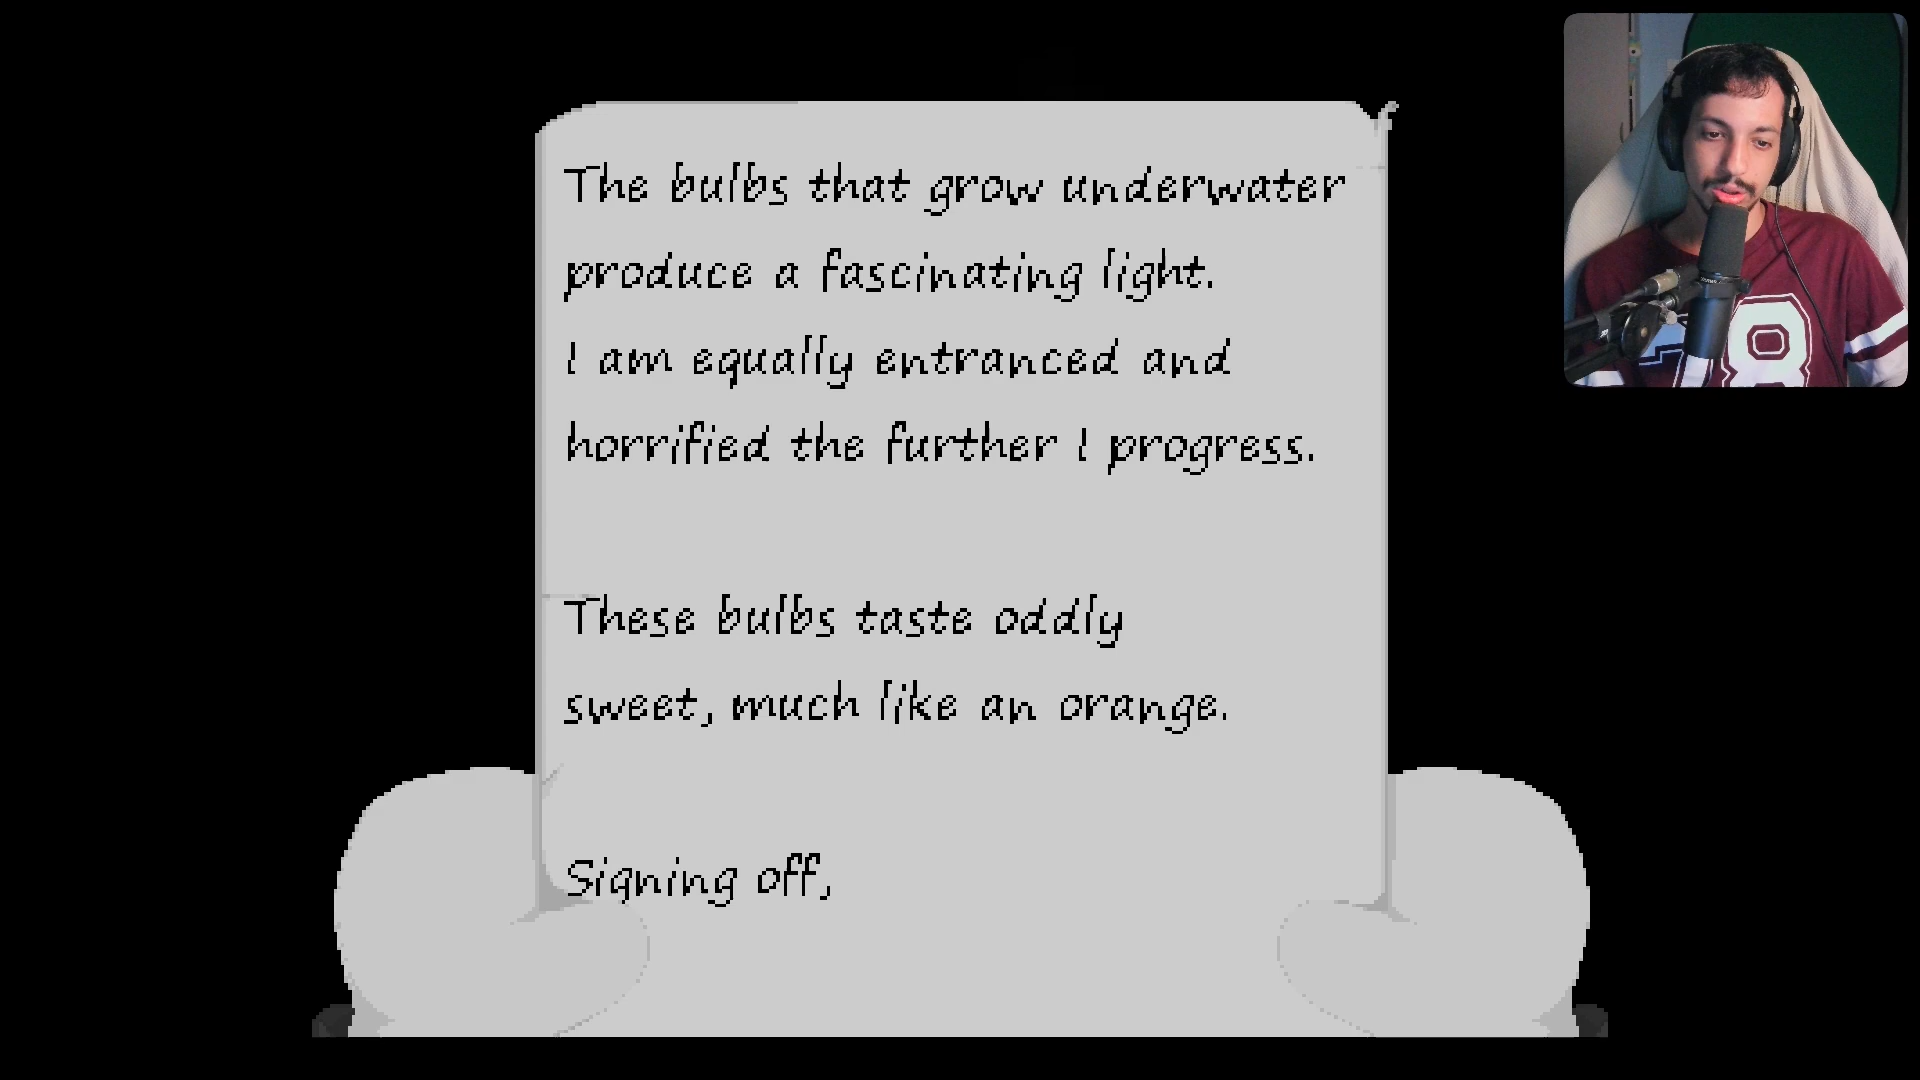 The bulbs that grow underwater
produce a fascinating light.
I am equally entranced and
horrified the further I progress.
These bulbs taste oddly
sweet, much like an orange.
Signing off,
78